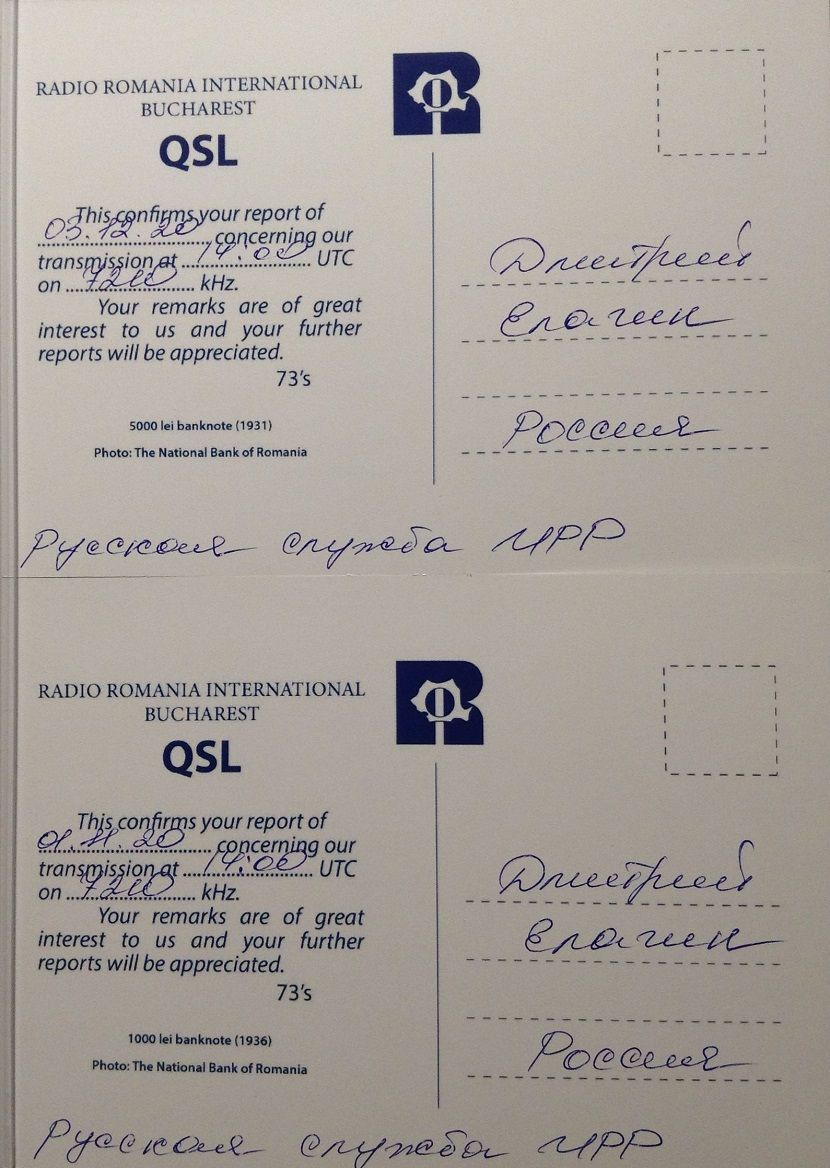 RADIO ROMANIA INTERNATIONAL
BUCHAREST
QSL
This confirms your report of
03.12.20 concerning our
transmission at 14:00 UTC
on kHz.
Your remarks are of great
interest to us and your further
reports will be appreciated.
73's
5000 lei banknote (1931)
Photo: The National Bank of Romania
Дмитрий
Елагин
Россия
Русская служба ИРР
RADIO ROMANIA INTERNATIONAL
BUCHAREST
QSL
This confirms your report of
01.11.20 concerning our
transmission at 14:00 UTC
on kHz.
Your remarks are of great
interest to us and your further
reports will be appreciated.
73's
1000 lei banknote (1936)
Photo: The National Bank of Romania
Дмитрий
Елагин
Россия
Русская служба ИРР